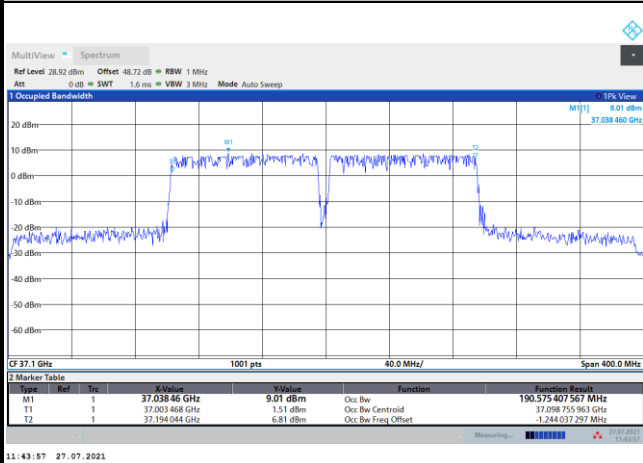 MultiView Spectrum
Ref Level 28.92 dBm Offset 48.72 dB RBW 1 MHz
Att 0 dB SWT 1.6 ms VBW 3 MHz Mode Auto Sweep
1 Occupied Bandwidth 1Pk View
M1[1] 9.01 dBm
37.038 460 GHz
20 dBm
M1
T2
10 dBm
0 dBm
-10 dBm
-20 dBm
-30 dBm
-40 dBm
-50 dBm
-60 dBm
CF 37.1 GHz 1001 pts 40.0 MHz/ Span 400.0 MHz
2 Marker Table
Type Ref Trc X-Value Y-Value Function Function Result
M1 1 37.038 46 GHz 9.01 dBm Occ Bw 190.575 407 567 MHz
T1 1 37.003 468 GHz 1.51 dBm Occ Bw Centroid 37.098 755 963 GHz
T2 1 37.194 044 GHz 6.81 dBm Occ Bw Freq Offset -1.244 037 297 MHz
Measuring... 27.07.2021
11:43:57
11:43:57 27.07.2021